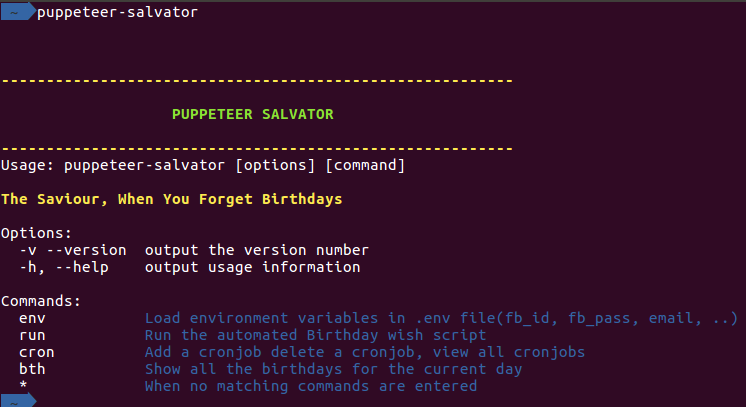 ~ puppeteer-salvator
---------------------------------------------------------
PUPPETEER SALVATOR
---------------------------------------------------------
Usage: puppeteer-salvator [options] [command]
The Saviour, When You Forget Birthdays
Options:
-v --version output the version number
-h, --help output usage information
Commands:
env Load environment variables in .env file(fb_id, fb_pass, email, ..)
run Run the automated Birthday wish script
cron Add a cronjob delete a cronjob, view all cronjobs
bth Show all the birthdays for the current day
* When no matching commands are entered
~